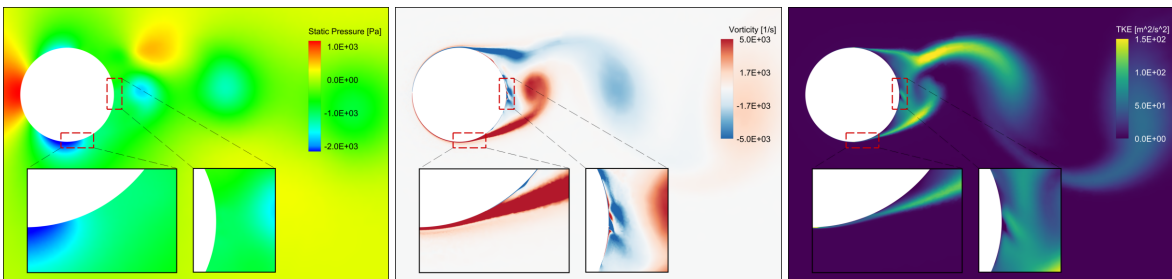 Static Pressure [Pa]
1.0E+03
0.0E+00
-1.0E+03
-2.0E+03
Vorticity [1/s]
5.0E+03
1.7E+03
-1.7E+03
-5.0E+03
TKE [m^2/s^2]
1.5E+02
1.0E+02
5.0E+01
0.0E+00